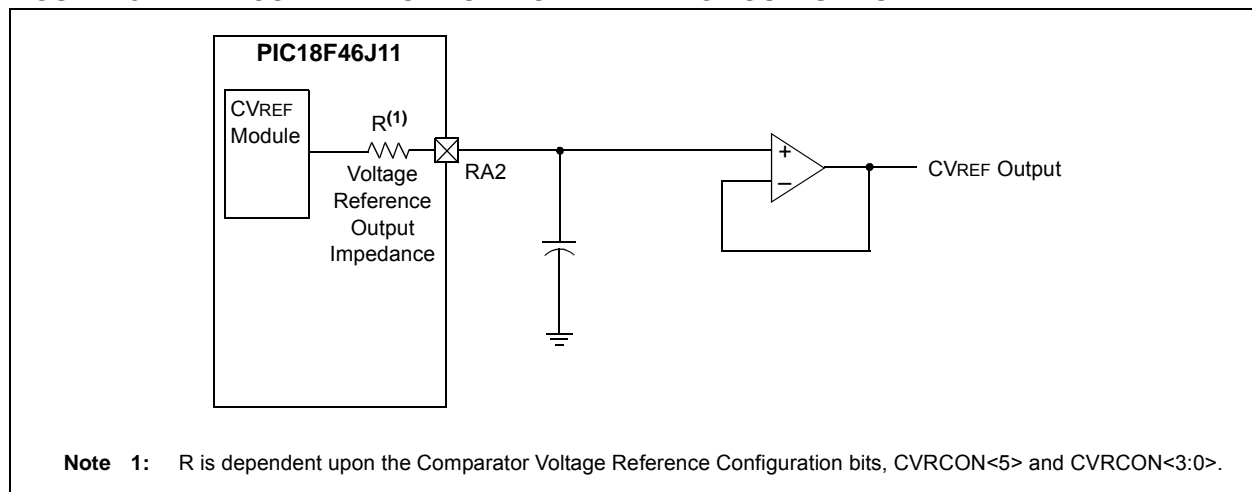 PIC18F46J11
CVREF
Module
R(1)
Voltage
Reference
Output
Impedance
RA2
+
–
CVREF Output
Note 1: R is dependent upon the Comparator Voltage Reference Configuration bits, CVRCON<5> and CVRCON<3:0>.